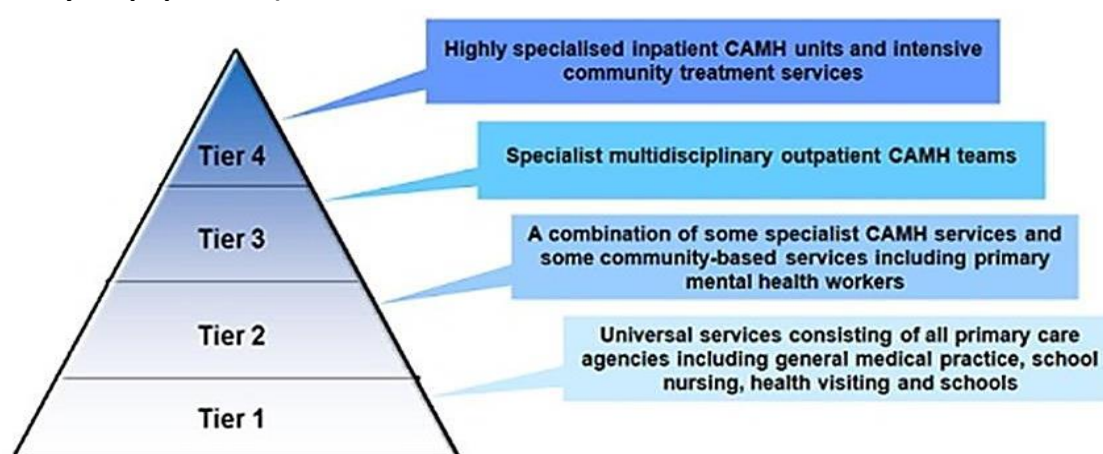 Highly specialised inpatient CAMH units and intensive
community treatment services
Tier 4
Specialist multidisciplinary outpatient CAMH teams
Tier 3
A combination of some specialist CAMH services and
some community-based services including primary
mental health workers
Tier 2
Universal services consisting of all primary care
agencies including general medical practice, school
nursing, health visiting and schools
Tier 1